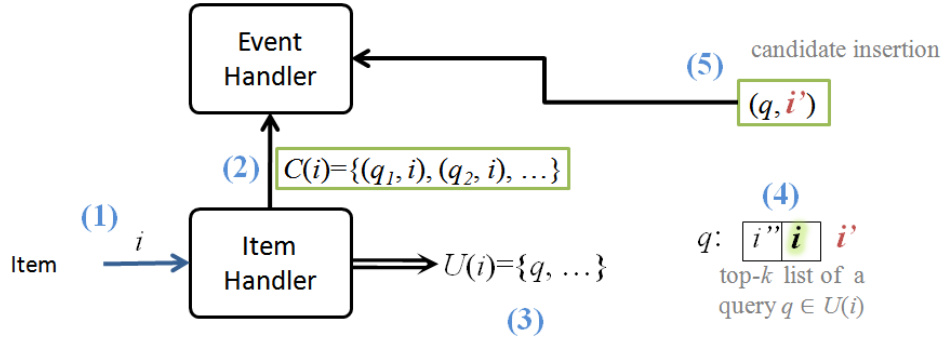 Event
Handler
candidate insertion
(5)
(q, i’)
(2)
C(i)={(q1, i), (q2, i), …}
(1)
i
(4)
Item
Item
Handler
U(i)={q, …}
q: i” i i’
(3)
top-k list of a
query q ∈ U(i)